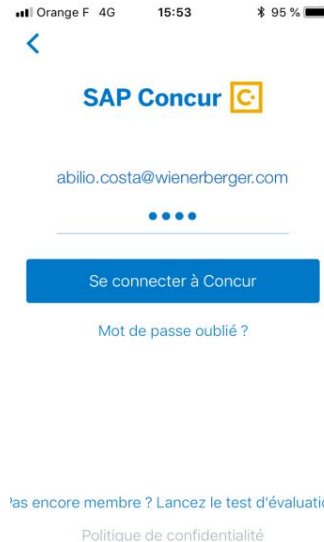 Orange F 4G 15:53 95 %
SAP Concur C
abilio.costa@wienerberger.com
••••
Se connecter à Concur
Mot de passe oublié ?
Pas encore membre ? Lancez le test d'évaluatio
Politique de confidentialité